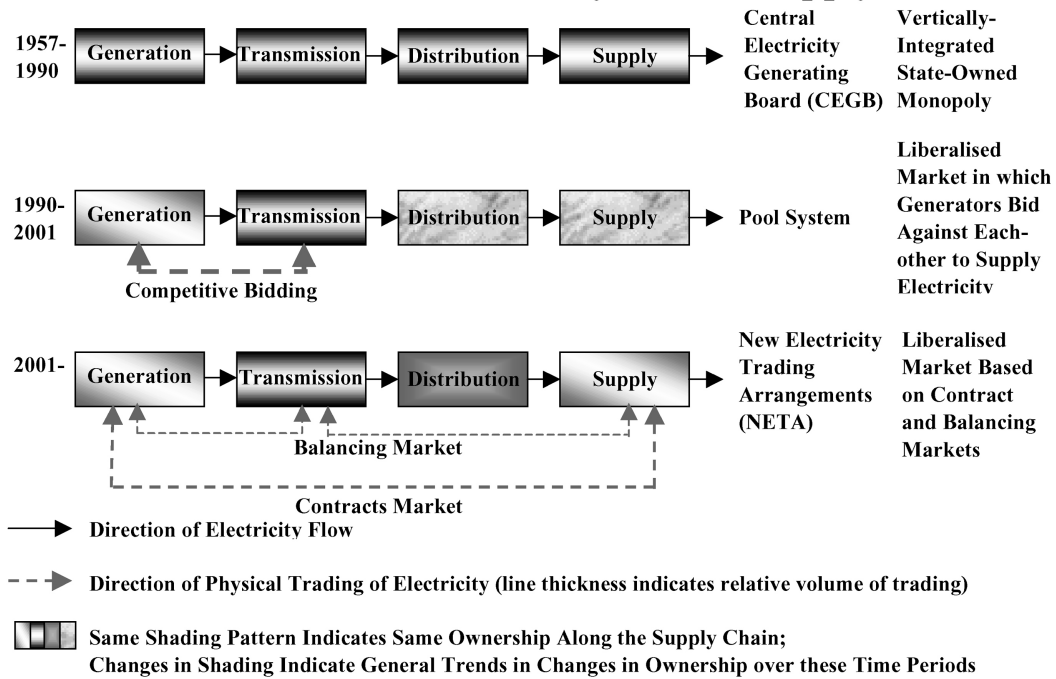 1957-
1990
Generation
Transmission
Distribution
Supply
Central
Electricity
Generating
Board (CEGB)
Vertically-
Integrated
State-Owned
Monopoly
1990-
2001
Generation
Transmission
Distribution
Supply
Competitive Bidding
Pool System
Liberalised
Market in which
Generators Bid
Against Each-
other to Supply
Electricity
2001-
Generation
Transmission
Distribution
Supply
Balancing Market
Contracts Market
New Electricity
Trading
Arrangements
(NETA)
Liberalised
Market Based
on Contract
and Balancing
Markets
Direction of Electricity Flow
Direction of Physical Trading of Electricity (line thickness indicates relative volume of trading)
Same Shading Pattern Indicates Same Ownership Along the Supply Chain;
Changes in Shading Indicate General Trends in Changes in Ownership over these Time Periods